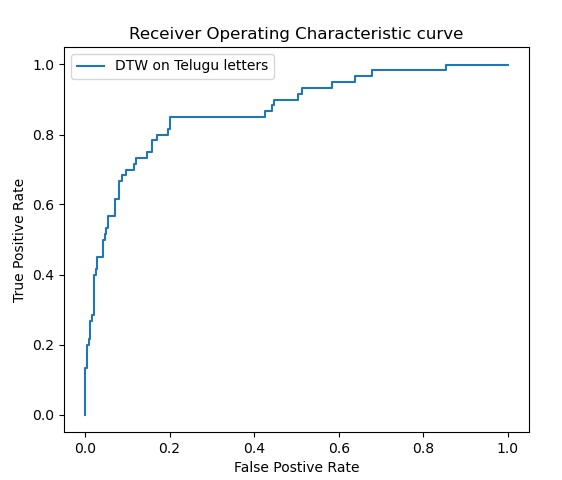 Receiver Operating Characteristic curve
DTW on Telugu letters
1.0
0.8
0.6
0.4
0.2
0.0
True Positive Rate
0.0 0.2 0.4 0.6 0.8 1.0
False Postive Rate